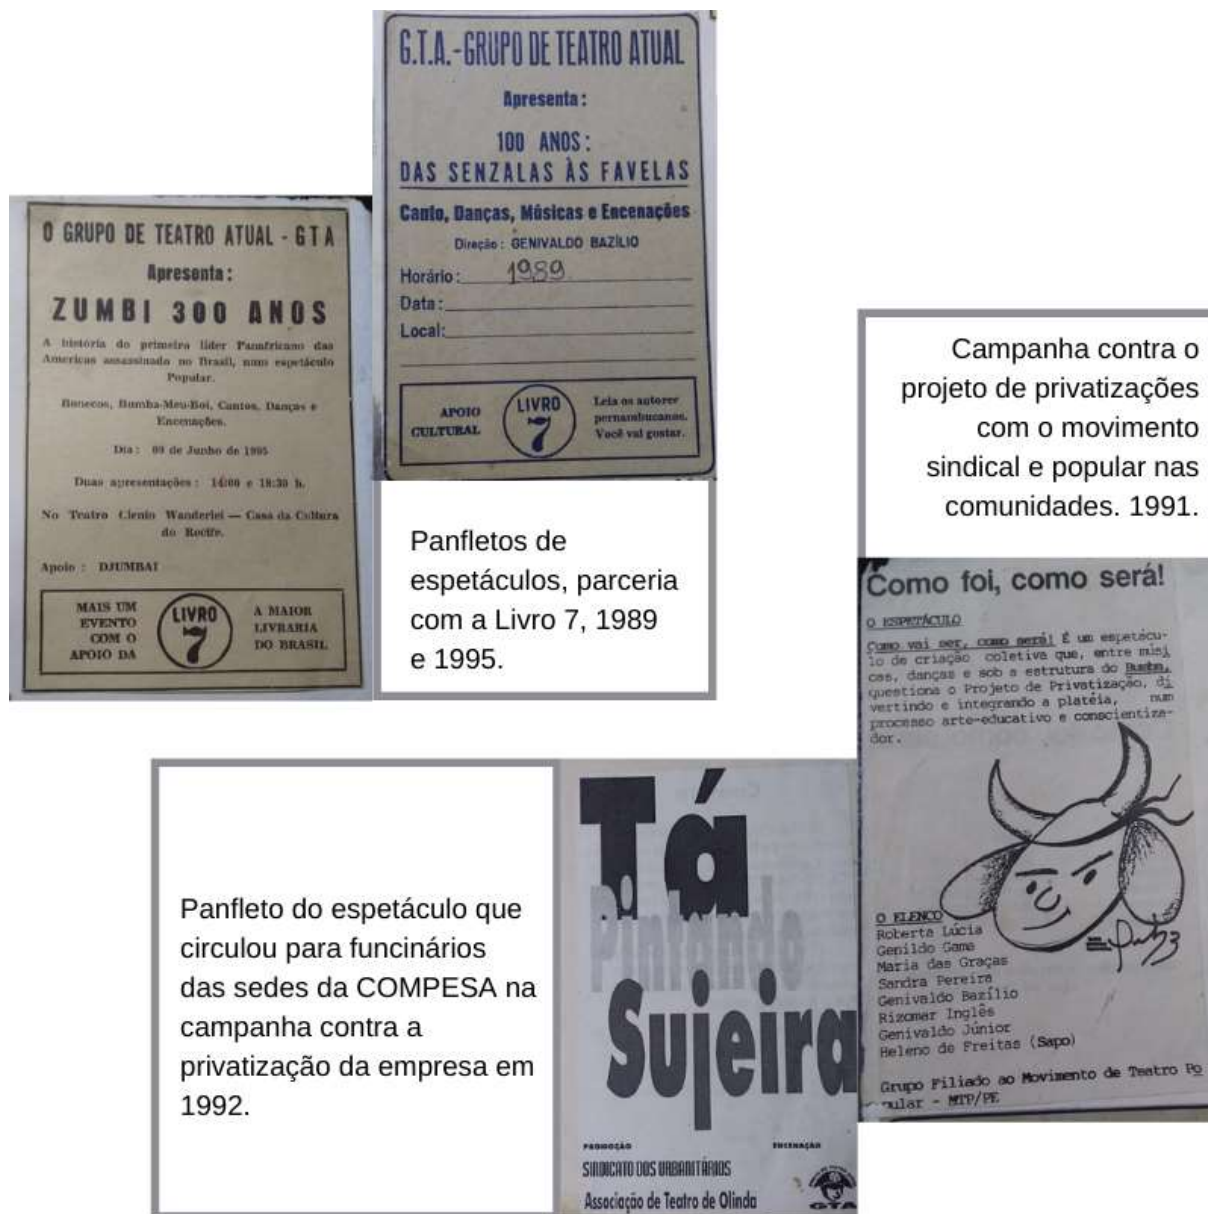 G.T.A.-GRUPO DE TEATRO ATUAL
Apresenta:
100 ANOS:
DAS SENZALAS ÀS FAVELAS
Canto, Danças, Músicas e Encenações
Direção: GENIVALDO BAZÍLIO
Horário: 1989
Data:
Local:
APOIO
CULTURAL
LIVRO
7
Leia os autores
pernambucanos.
Você vai gostar.
O GRUPO DE TEATRO ATUAL - GTA
Apresenta:
ZUMBI 300 ANOS
A história do primeiro líder Panafricano das
Americas assassinado no Brasil, num espetáculo
Popular.
Bonecos, Bumba-Meu-Boi, Cantos, Danças e
Encenações.
Dia: 09 de Junho de 1995
Duas apresentações: 14:00 e 18:30 h.
No Teatro Clenio Wanderlei — Casa da Cultura
do Recife.
Apoio: DJUMBAI
MAIS UM
EVENTO
COM O
APOIO DA
LIVRO
7
A MAIOR
LIVRARIA
DO BRASIL
Panfletos de
espetáculos, parceria
com a Livro 7, 1989
e 1995.
Campanha contra o
projeto de privatizações
com o movimento
sindical e popular nas
comunidades. 1991.
Como foi, como será!
O ESPETÁCULO
Como vai ser, como será! É um espetácu-
lo de criação coletiva que, entre músi
cas, danças e sob a estrutura do Bumba,
questiona o Projeto de Privatização, di
vertindo e integrando a platéia, num
processo arte-educativo e conscientiza-
dor.
O ELENCO
Roberta Lúcia
Genildo Gama
Maria das Graças
Sandra Pereira
Genivaldo Bazílio
Rizomar Inglês
Genivaldo Júnior
Heleno de Freitas (Sapo)
Grupo Filiado ao Movimento de Teatro Po
pular - MTP/PE
Panfleto do espetáculo que
circulou para funcinários
das sedes da COMPESA na
campanha contra a
privatização da empresa em
1992.
Tá
Pintando
Sujeira
PROMOÇÃO
ENCENAÇÃO
SINDICATO DOS URBANITÁRIOS
Associação de Teatro de Olinda
GTA